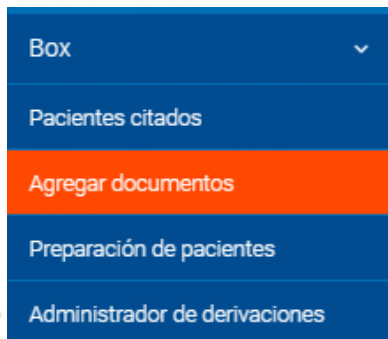 Box
Pacientes citados
Agregar documentos
Preparación de pacientes
Administrador de derivaciones